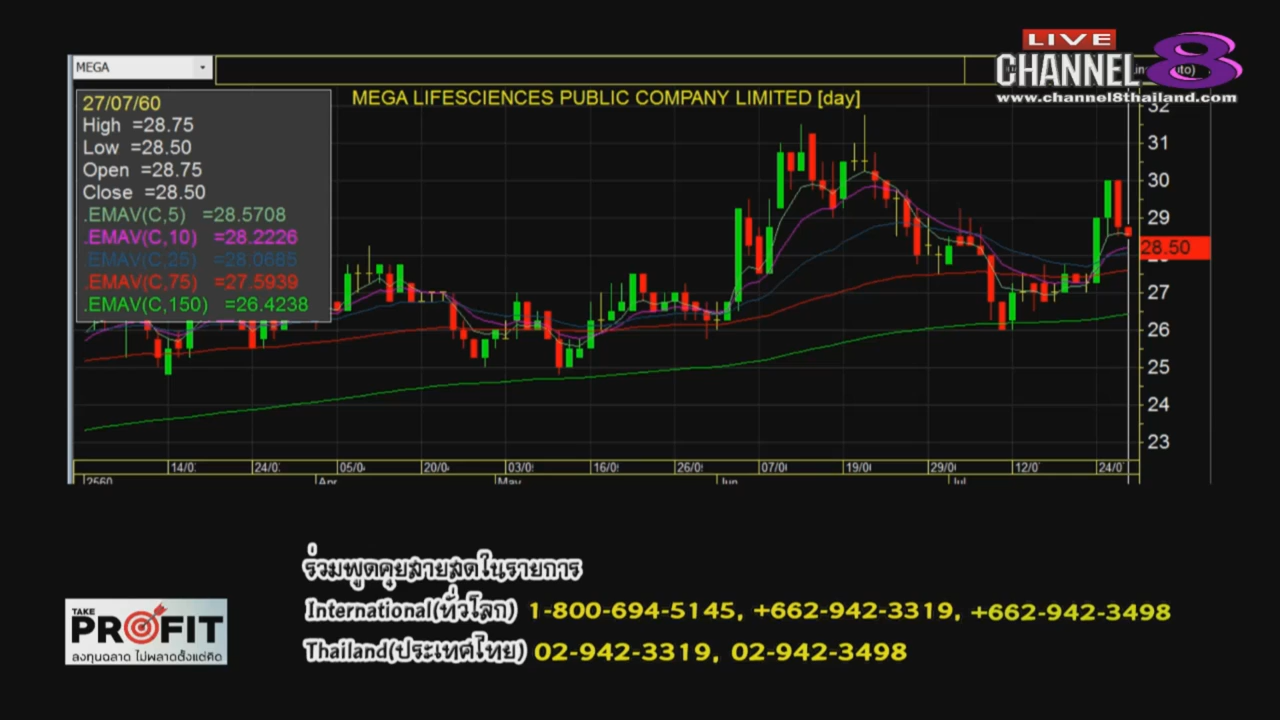 MEGA
LIVE
CHANNEL 8
www.channel8thailand.com
MEGA LIFESCIENCES PUBLIC COMPANY LIMITED [day]
27/07/60
High =28.75
Low =28.50
Open =28.75
Close =28.50
.EMAV(C,5) =28.5708
.EMAV(C,10) =28.2226
.EMAV(C,25) =28.0885
.EMAV(C,75) =27.5939
.EMAV(C,150) =26.4238
32
31
30
29
28.50
27
26
25
24
23
14/0 24/0 05/0 20/0 03/0 16/0 26/0 07/0 19/0 29/0 12/0 24/0
2560 Apr May Jun Jul
ร่วมพูดคุยสายสดในรายการ
International(ทั่วโลก) 1-800-694-5145, +662-942-3319, +662-942-3498
Thailand(ประเทศไทย) 02-942-3319, 02-942-3498
TAKE
PROFIT
ลงทุนฉลาด ไม่พลาดตั้งแต่คิด